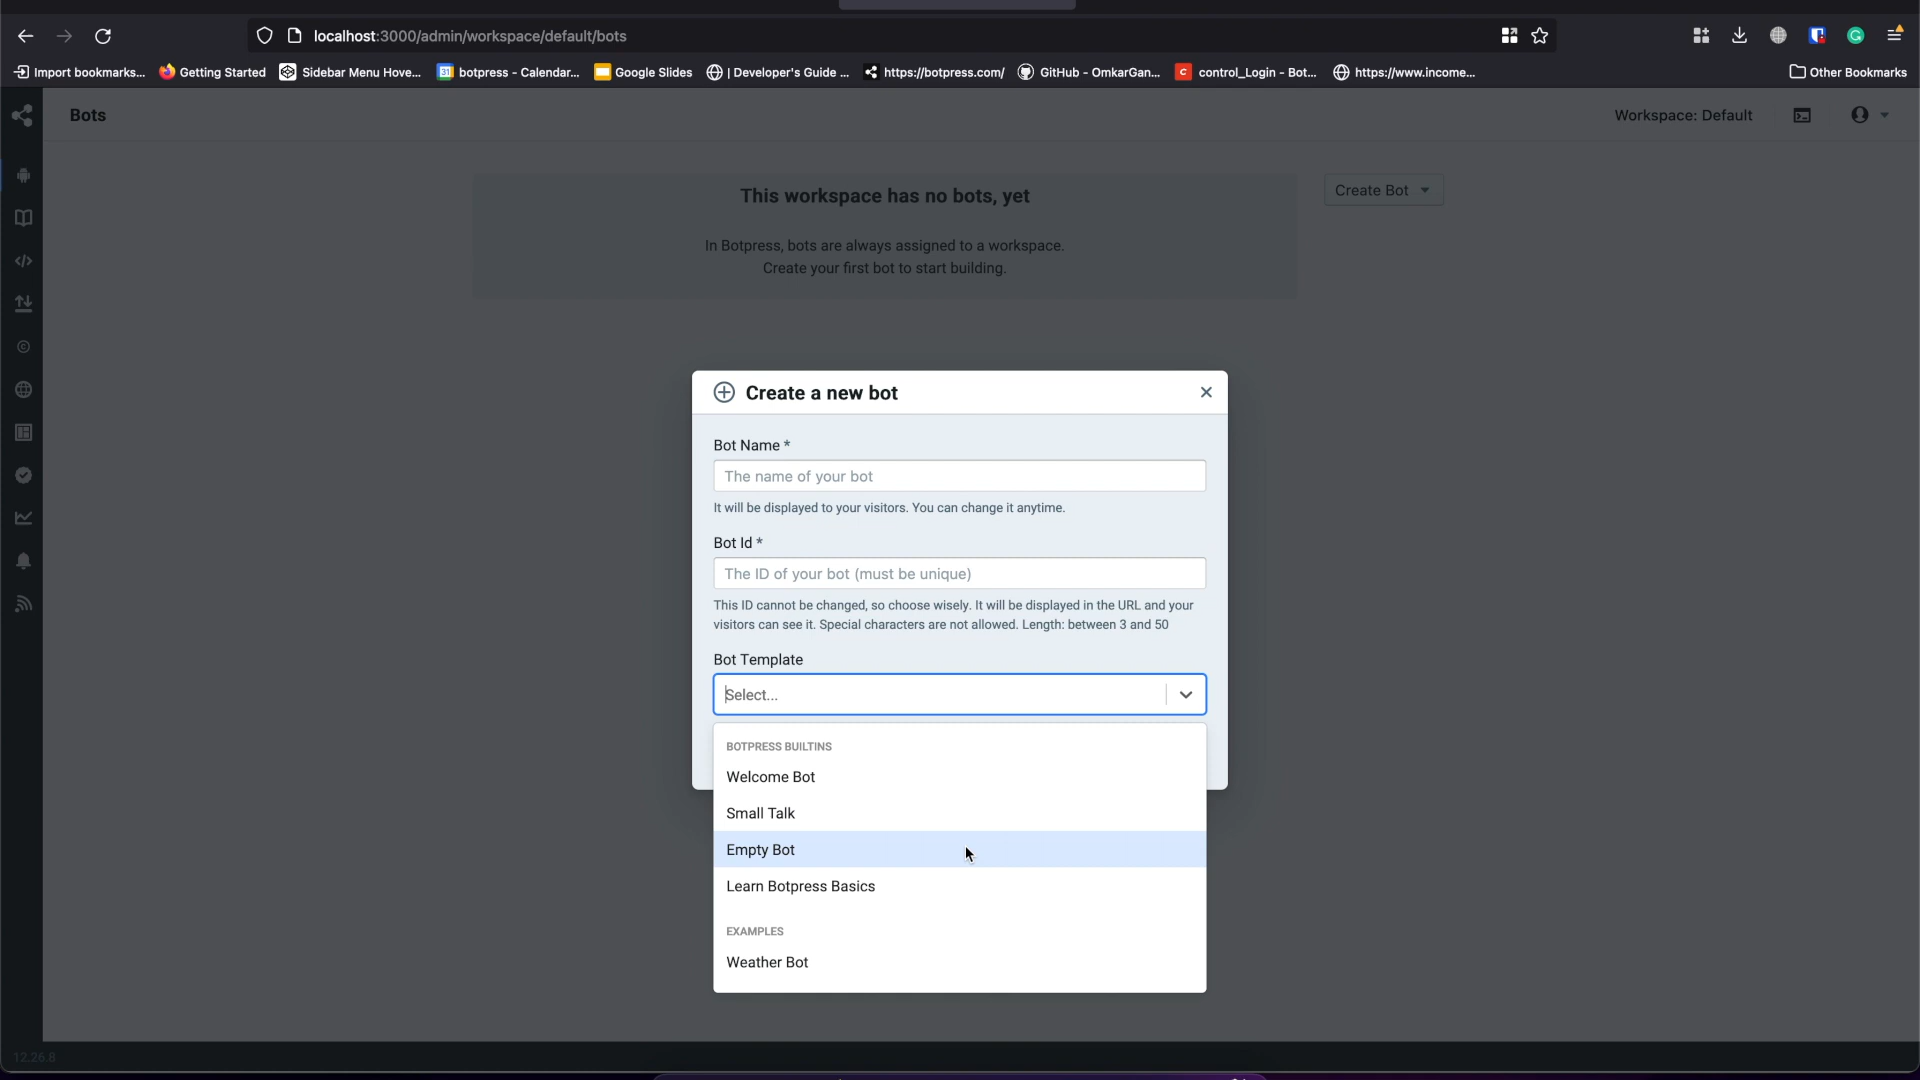 localhost:3000/admin/workspace/default/bots
Import bookmarks... Getting Started Sidebar Menu Hove... botpress - Calendar... Google Slides | Developer's Guide ... https://botpress.com/ GitHub - OmkarGan... control_Login - Bot... https://www.income... Other Bookmarks
Bots Workspace: Default
This workspace has no bots, yet
Create Bot
In Botpress, bots are always assigned to a workspace.
Create your first bot to start building.
Create a new bot
Bot Name *
The name of your bot
It will be displayed to your visitors. You can change it anytime.
Bot Id *
The ID of your bot (must be unique)
This ID cannot be changed, so choose wisely. It will be displayed in the URL and your
visitors can see it. Special characters are not allowed. Length: between 3 and 50
Bot Template
Select...
BOTPRESS BUILTINS
Welcome Bot
Small Talk
Empty Bot
Learn Botpress Basics
EXAMPLES
Weather Bot
12.26.8